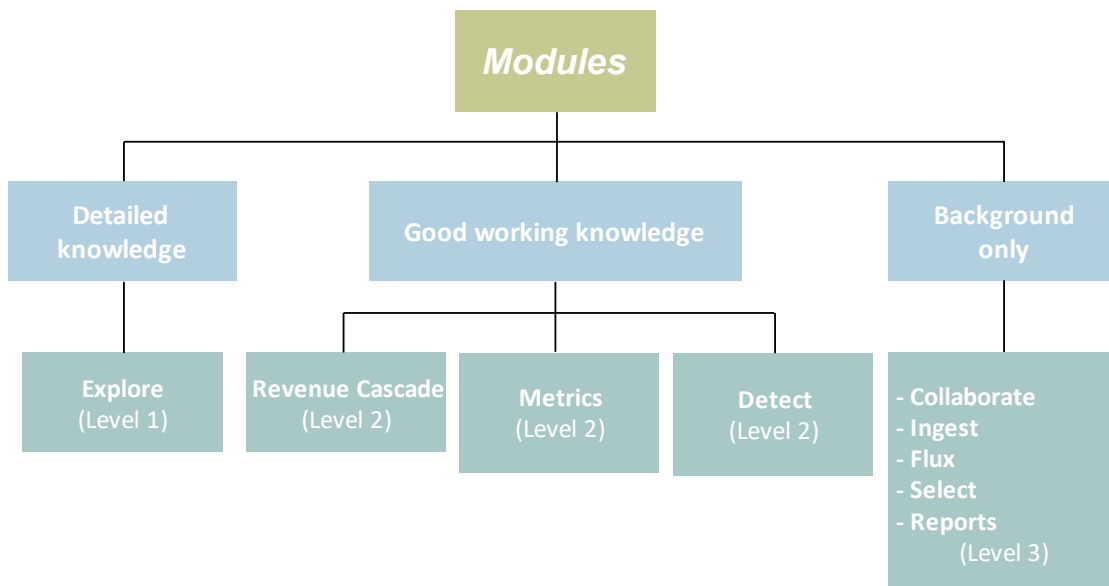 Modules
Detailed
knowledge
Good working knowledge
Background
only
Explore
(Level 1)
Revenue Cascade
(Level 2)
Metrics
(Level 2)
Detect
(Level 2)
- Collaborate
- Ingest
- Flux
- Select
- Reports
(Level 3)